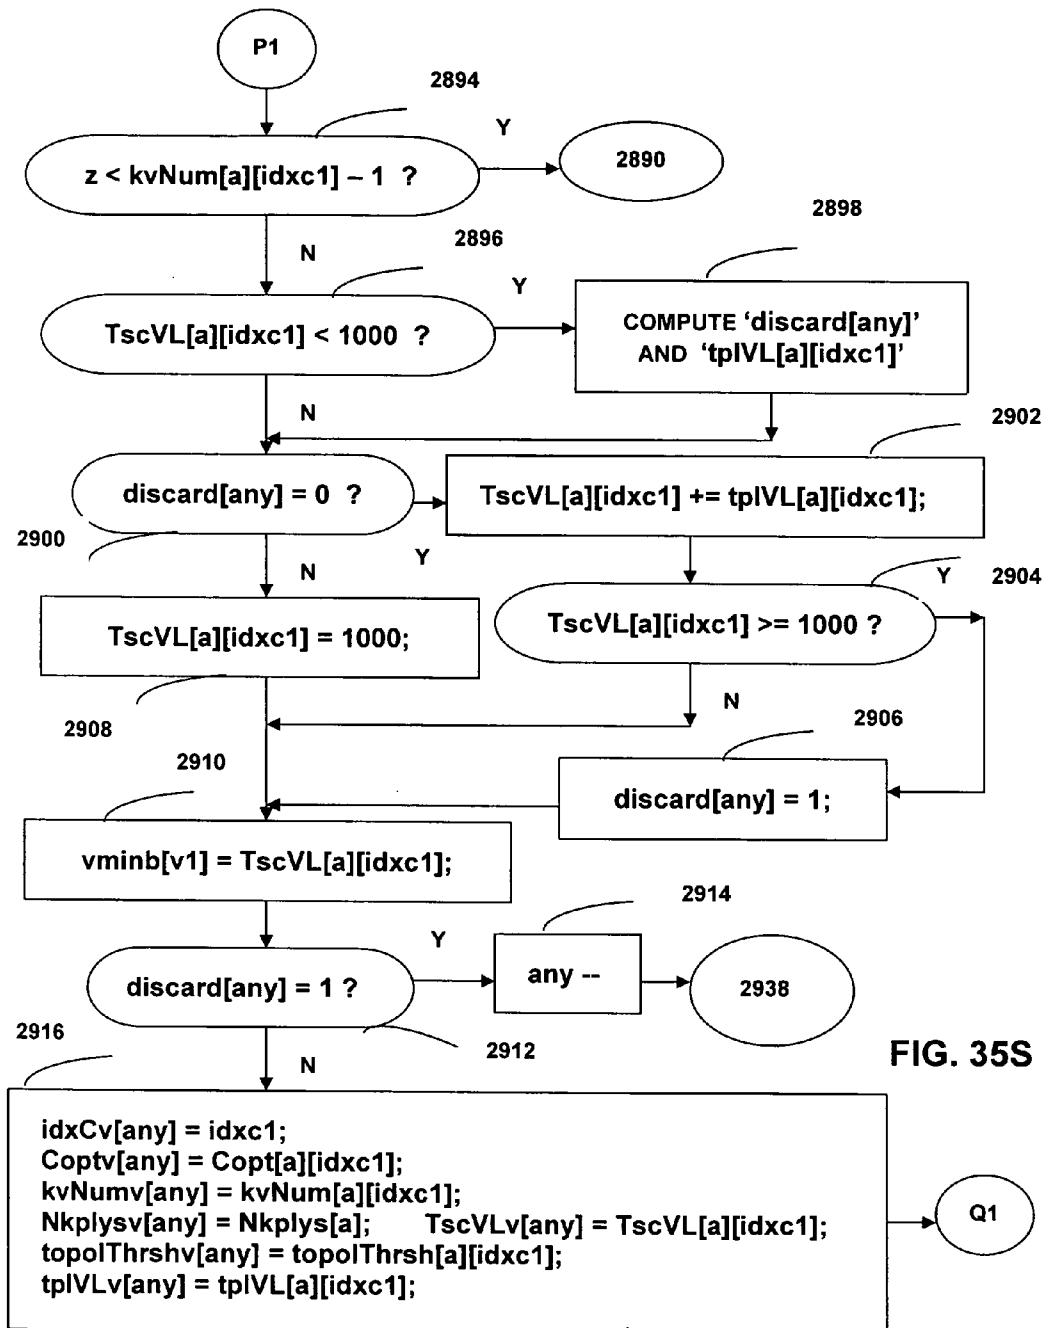 P1
2894
z < kvNum[a][idxc1] – 1 ?
Y
2890
N
2896
TscVL[a][idxc1] < 1000 ?
Y
2898
COMPUTE ‘discard[any]’
AND ‘tplVL[a][idxc1]’
N
2902
discard[any] = 0 ?
TscVL[a][idxc1] += tplVL[a][idxc1];
2900
N
Y
Y
2904
TscVL[a][idxc1] = 1000;
TscVL[a][idxc1] >= 1000 ?
N
2908
2906
2910
discard[any] = 1;
vminb[v1] = TscVL[a][idxc1];
2914
Y
discard[any] = 1 ?
any --
2938
2916
2912
N
FIG. 35S
idxCv[any] = idxc1;
Coptv[any] = Copt[a][idxc1];
kvNumv[any] = kvNum[a][idxc1];
Nkplysv[any] = Nkplys[a]; TscVLv[any] = TscVL[a][idxc1];
topolThrshv[any] = topolThrsh[a][idxc1];
tplVLv[any] = tplVL[a][idxc1];
Q1